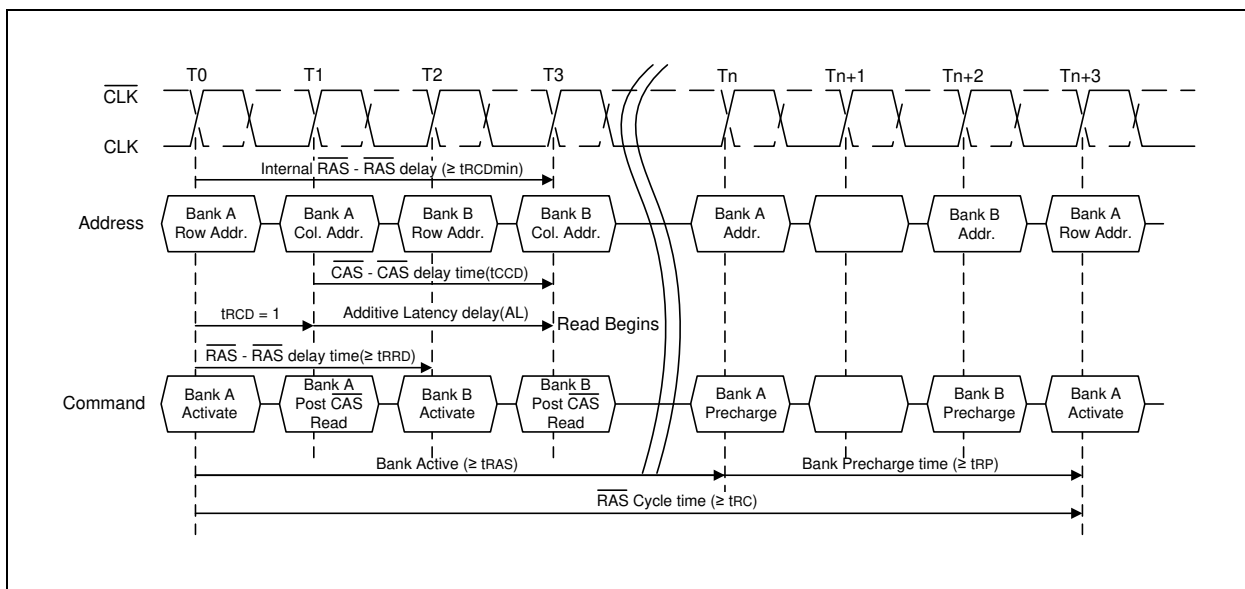 T0 T1 T2 T3 Tn Tn+1 Tn+2 Tn+3
CLK
CLK
Internal RAS - RAS delay (≥ tRCDmin)
Address
Bank A
Row Addr.
Bank A
Col. Addr.
Bank B
Row Addr.
Bank B
Col. Addr.
Bank A
Addr.
Bank B
Addr.
Bank A
Row Addr.
CAS - CAS delay time(tCCD)
tRCD = 1
Additive Latency delay(AL)
Read Begins
RAS - RAS delay time(≥ tRRD)
Command
Bank A
Activate
Bank A
Post CAS
Read
Bank B
Activate
Bank B
Post CAS
Read
Bank A
Precharge
Bank B
Precharge
Bank A
Activate
Bank Active (≥ tRAS)
Bank Precharge time (≥ tRP)
RAS Cycle time (≥ tRC)